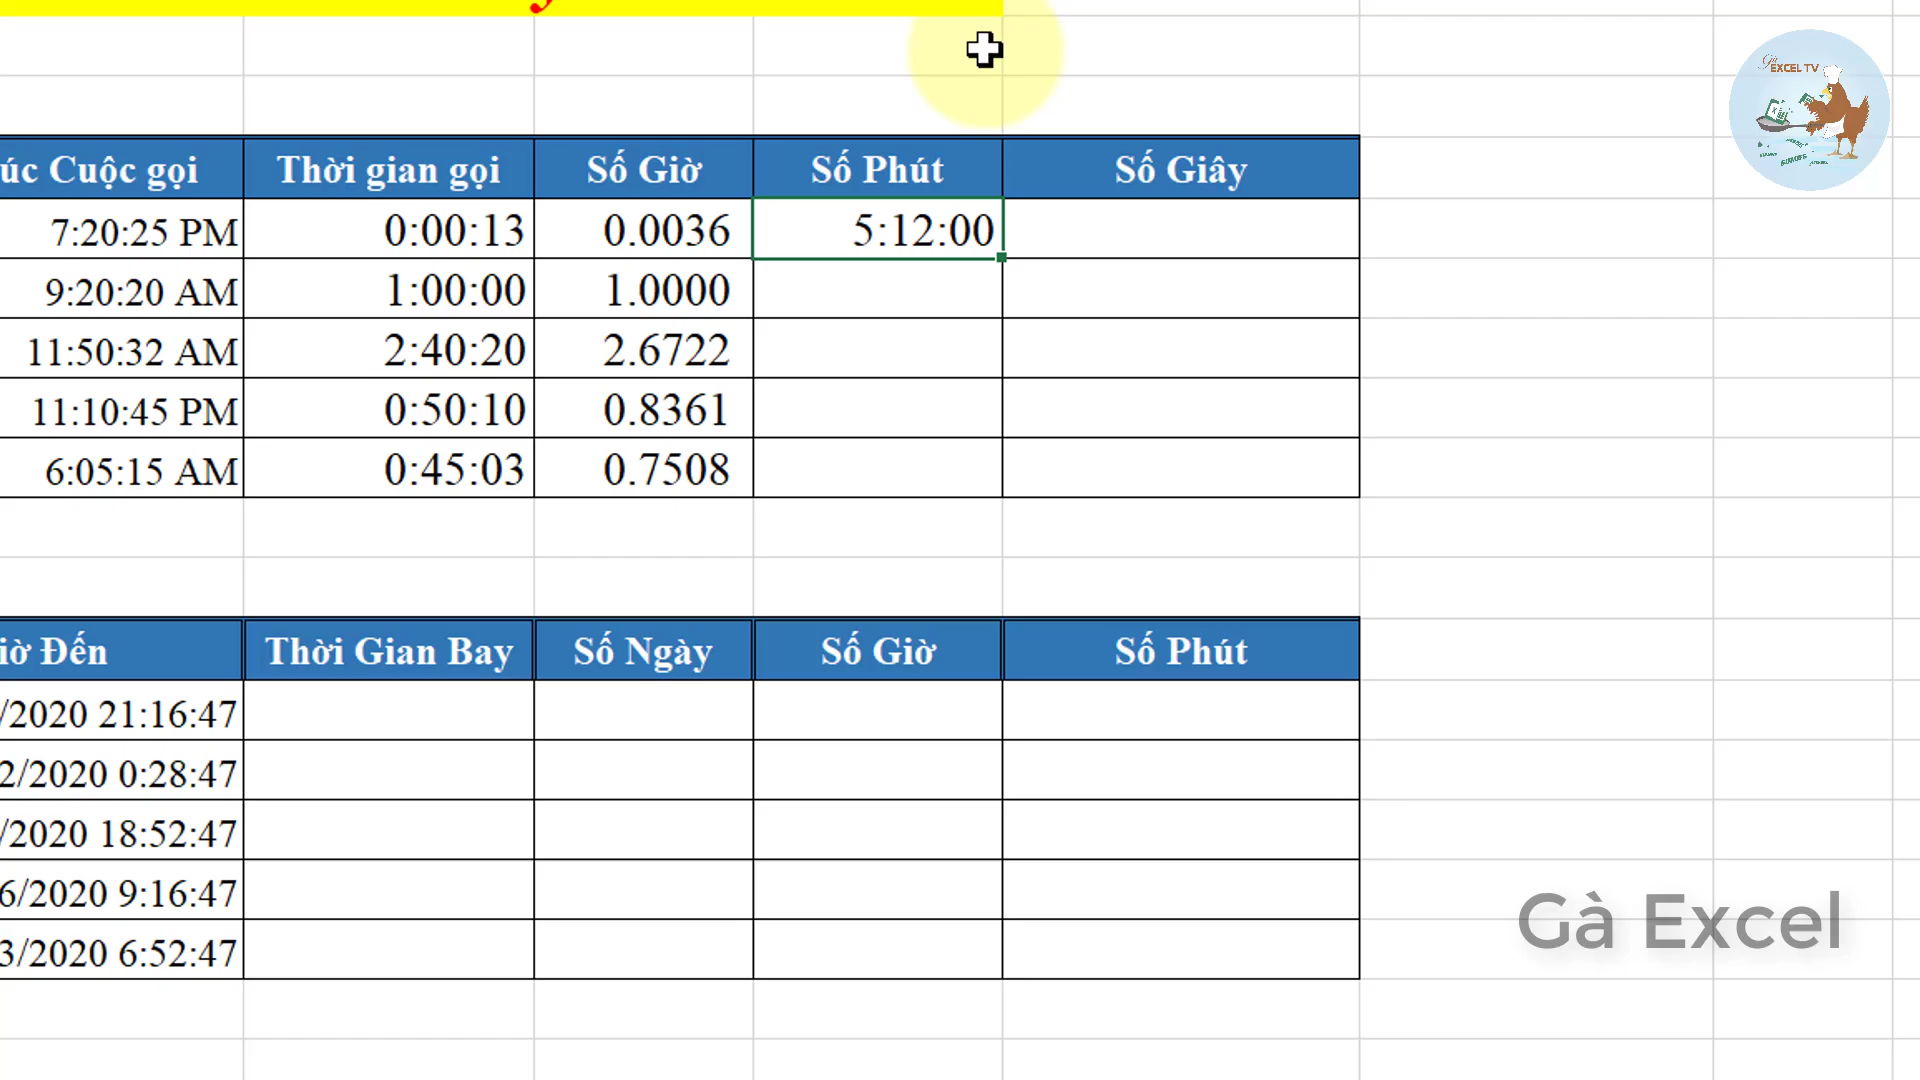 EXCEL TV
úc Cuộc gọi Thời gian gọi Số Giờ Số Phút Số Giây
7:20:25 PM 0:00:13 0.0036 5:12:00
9:20:20 AM 1:00:00 1.0000
11:50:32 AM 2:40:20 2.6722
11:10:45 PM 0:50:10 0.8361
6:05:15 AM 0:45:03 0.7508
iờ Đến Thời Gian Bay Số Ngày Số Giờ Số Phút
/2020 21:16:47
2/2020 0:28:47
/2020 18:52:47
6/2020 9:16:47
3/2020 6:52:47
Gà Excel